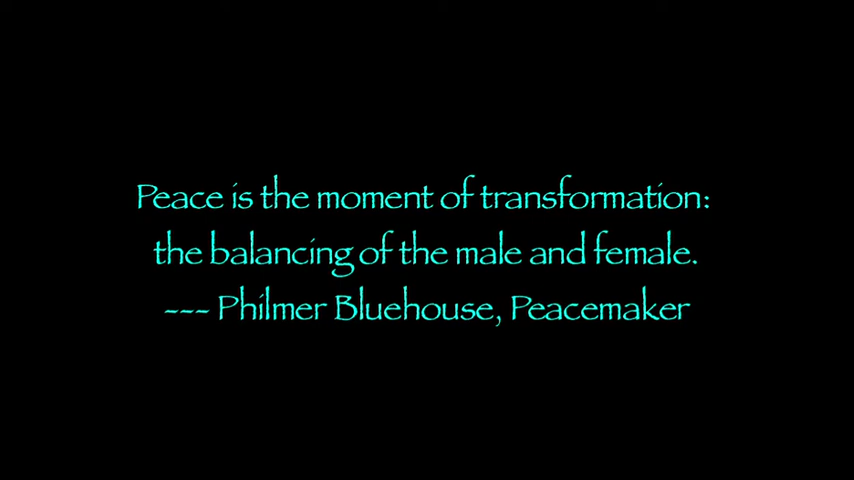 Peace is the moment of transformation:
the balancing of the male and female.
--- Philmer Bluehouse, Peacemaker